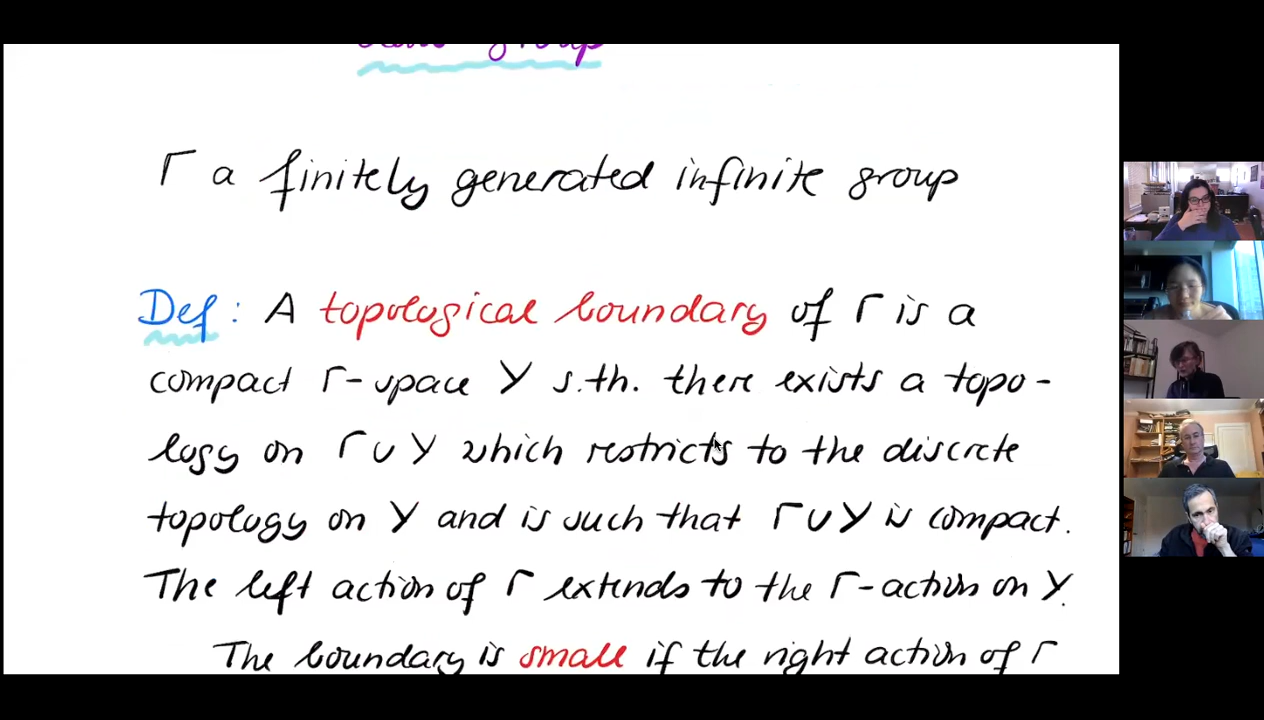 group
Γ a finitely generated infinite group
Def: A topological boundary of Γ is a
compact Γ-space Y s.th. there exists a topo-
logy on Γ ∪ Y which restricts to the discrete
topology on Y and is such that Γ ∪ Y is compact.
The left action of Γ extends to the Γ-action on Y.
The boundary is small if the right action of Γ